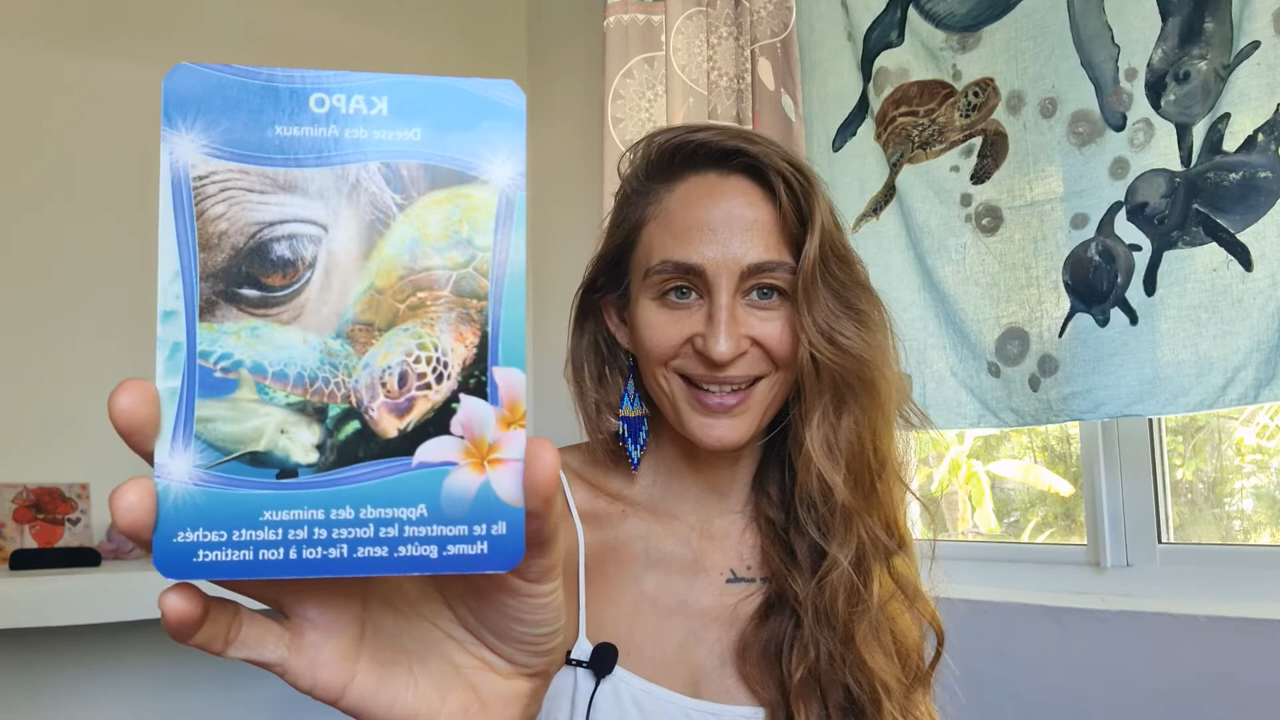 KAPO
Déesse des Animaux
Apprends des animaux.
Ils te montrent les forces et les talents cachés.
Hume, goûte, sens. Fie-toi à ton instinct.